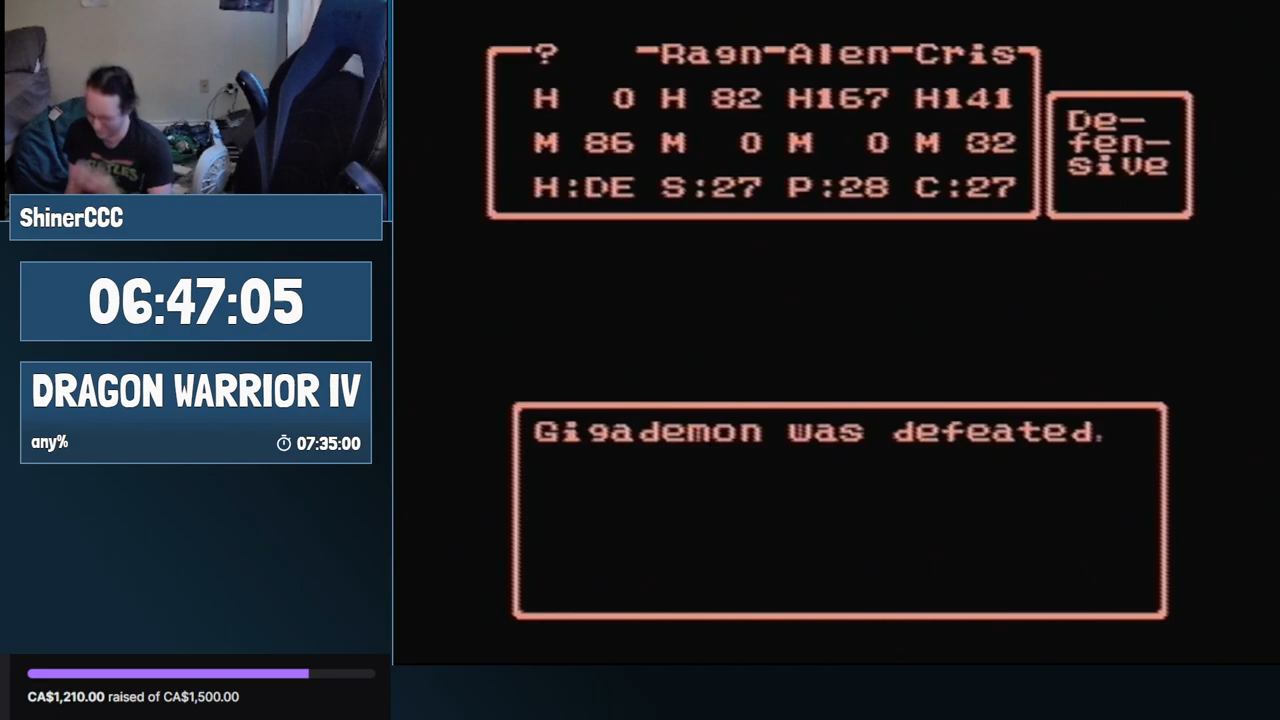 ?  Ragn Alen Cris
H 0 H 82 H167 H141
M 86 M 0 M 0 M 32
H:DE S:27 P:28 C:27
De-
fen-
sive
ShinerCCC
06:47:05
DRAGON WARRIOR IV
any% 07:35:00
Gigademon was defeated.
CA$1,210.00 raised of CA$1,500.00